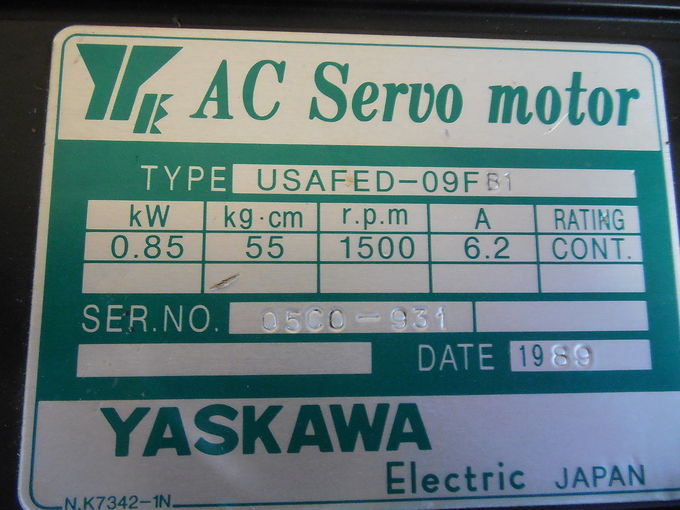 YE AC Servo motor
TYPE USAFED-09FB1
kW kg·cm r.p.m A RATING
0.85 55 1500 6.2 CONT.
SER.NO. 05C0-931
DATE 1989
YASKAWA
Electric JAPAN
N.K7342-1N